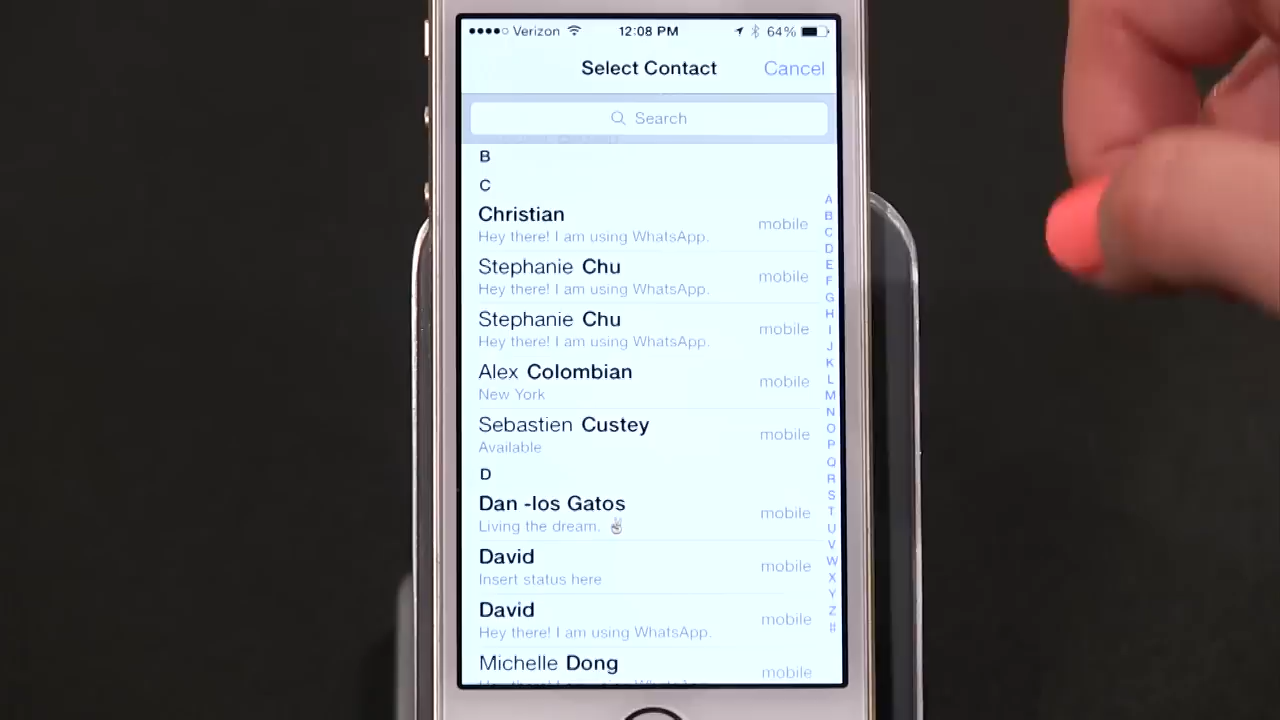 Verizon 12:08 PM 64%
Select Contact Cancel
Search
B
C
Christian mobile
Hey there! I am using WhatsApp.
Stephanie Chu mobile
Hey there! I am using WhatsApp.
Stephanie Chu mobile
Hey there! I am using WhatsApp.
Alex Colombian mobile
New York
Sebastien Custey mobile
Available
D
Dan -los Gatos mobile
Living the dream. ✌
David mobile
Insert status here
David mobile
Hey there! I am using WhatsApp.
Michelle Dong mobile
A
B
C
D
E
F
G
H
I
J
K
L
M
N
O
P
Q
R
S
T
U
V
W
X
Y
Z
#